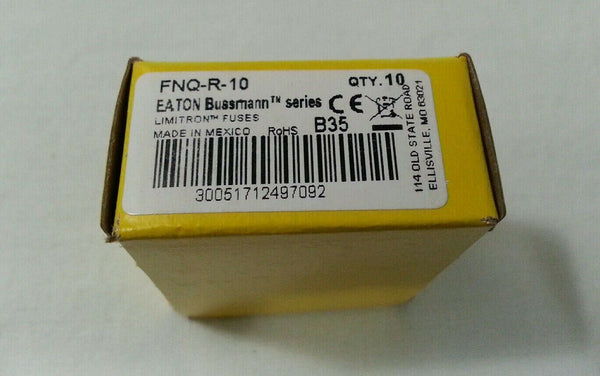 FNQ-R-10 QTY.10
EATON Bussmann™ series CE
LIMITRON™ FUSES
MADE IN MEXICO RoHS B35
30051712497092
114 OLD STATE ROAD
ELLISVILLE, MO 63021